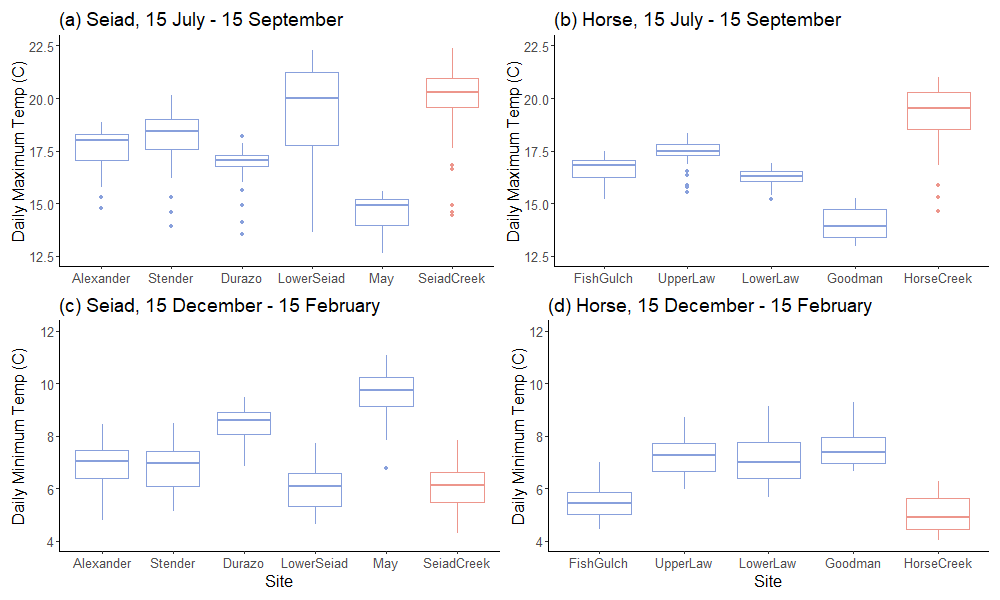 (a) Seiad, 15 July - 15 September
Daily Maximum Temp (C)
22.5
20.0
17.5
15.0
12.5
Alexander Stender Durazo LowerSeiad May SeiadCreek
(b) Horse, 15 July - 15 September
Daily Maximum Temp (C)
22.5
20.0
17.5
15.0
12.5
FishGulch UpperLaw LowerLaw Goodman HorseCreek
(c) Seiad, 15 December - 15 February
Daily Minimum Temp (C)
12
10
8
6
4
Alexander Stender Durazo LowerSeiad May SeiadCreek
Site
(d) Horse, 15 December - 15 February
Daily Minimum Temp (C)
12
10
8
6
4
FishGulch UpperLaw LowerLaw Goodman HorseCreek
Site